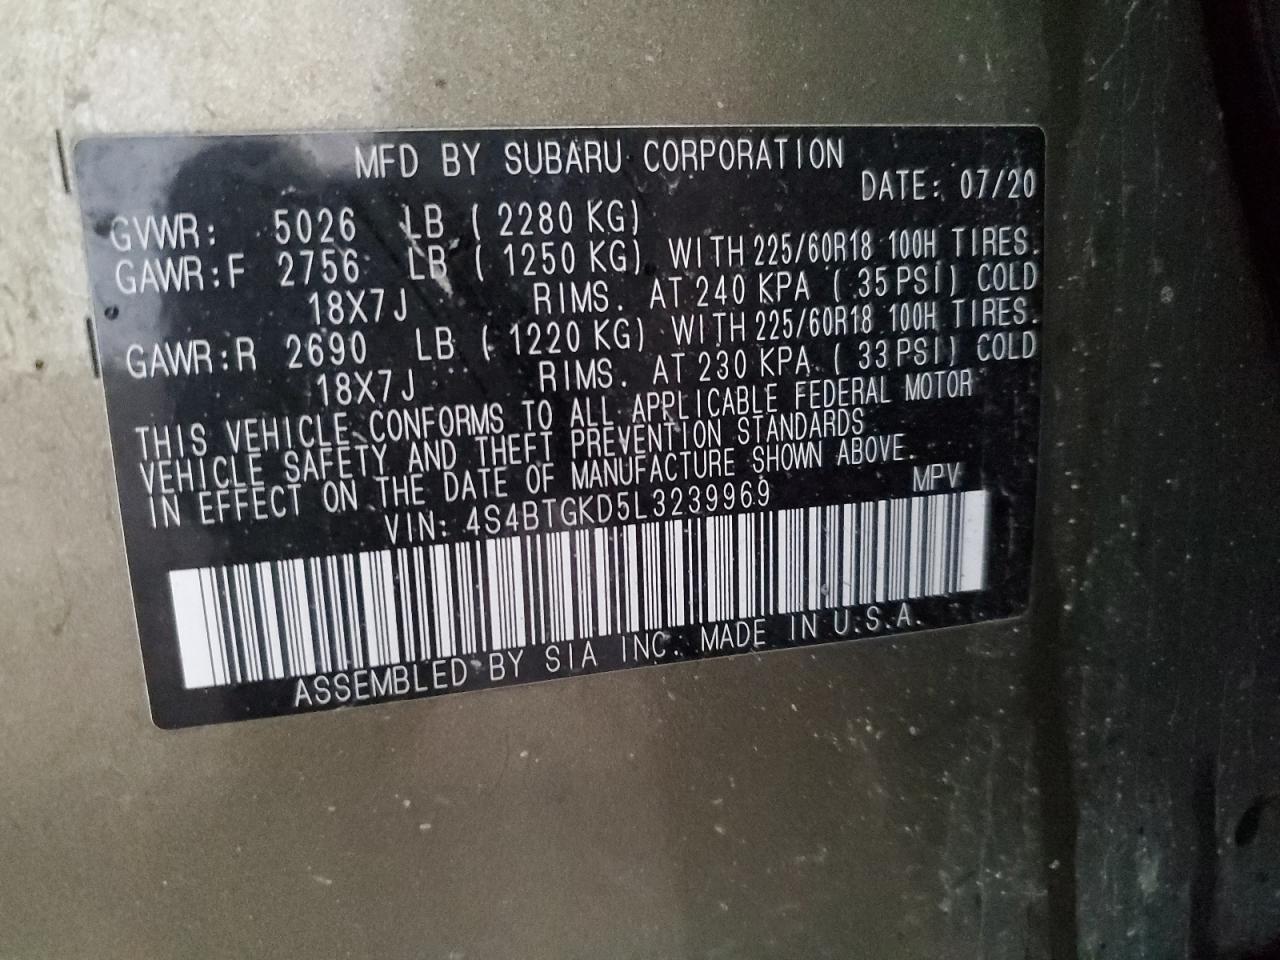 MFD BY SUBARU CORPORATION
DATE: 07/20
GVWR: 5026 LB ( 2280 KG)
GAWR:F 2756 LB ( 1250 KG) WITH 225/60R18 100H TIRES.
18X7J RIMS. AT 240 KPA ( 35 PSI) COLD
GAWR:R 2690 LB ( 1220 KG) WITH 225/60R18 100H TIRES.
18X7J RIMS. AT 230 KPA ( 33 PSI) COLD
THIS VEHICLE CONFORMS TO ALL APPLICABLE FEDERAL MOTOR
VEHICLE SAFETY AND THEFT PREVENTION STANDARDS
IN EFFECT ON THE DATE OF MANUFACTURE SHOWN ABOVE.
VIN: 4S4BTGKD5L3239969 MPV
ASSEMBLED BY SIA INC. MADE IN U.S.A.